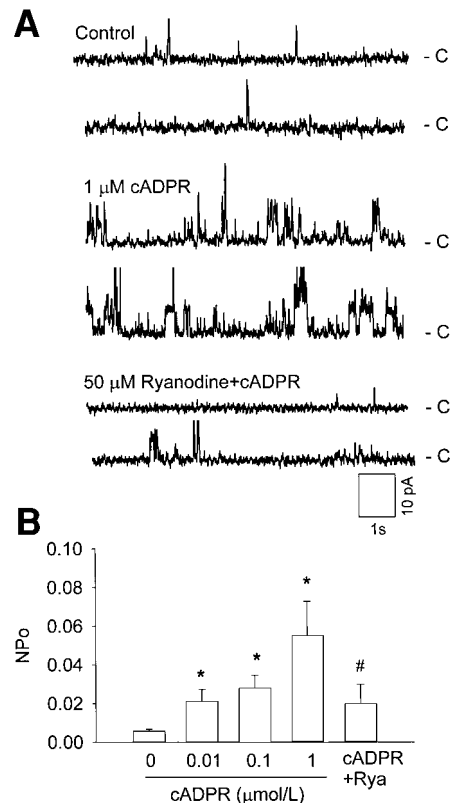 A
Control
- C
- C
1 μM cADPR
- C
- C
50 μM Ryanodine+cADPR
- C
- C
10 pA
1s
B
0.10
0.08
0.06
0.04
0.02
0.00
NPo
*
*
*
#
0 0.01 0.1 1 cADPR
+Rya
cADPR (μmol/L)